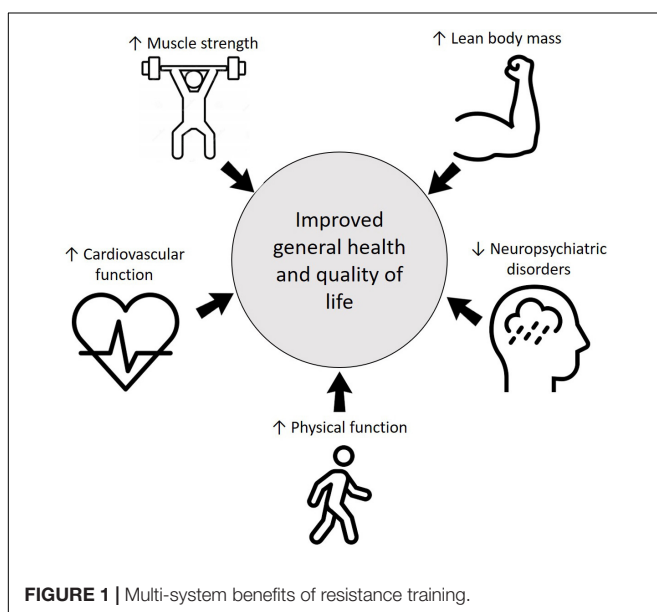 ↑ Muscle strength
↑ Lean body mass
Improved
general health
and quality of
life
↑ Cardiovascular
function
↓ Neuropsychiatric
disorders
↑ Physical function
FIGURE 1 | Multi-system benefits of resistance training.